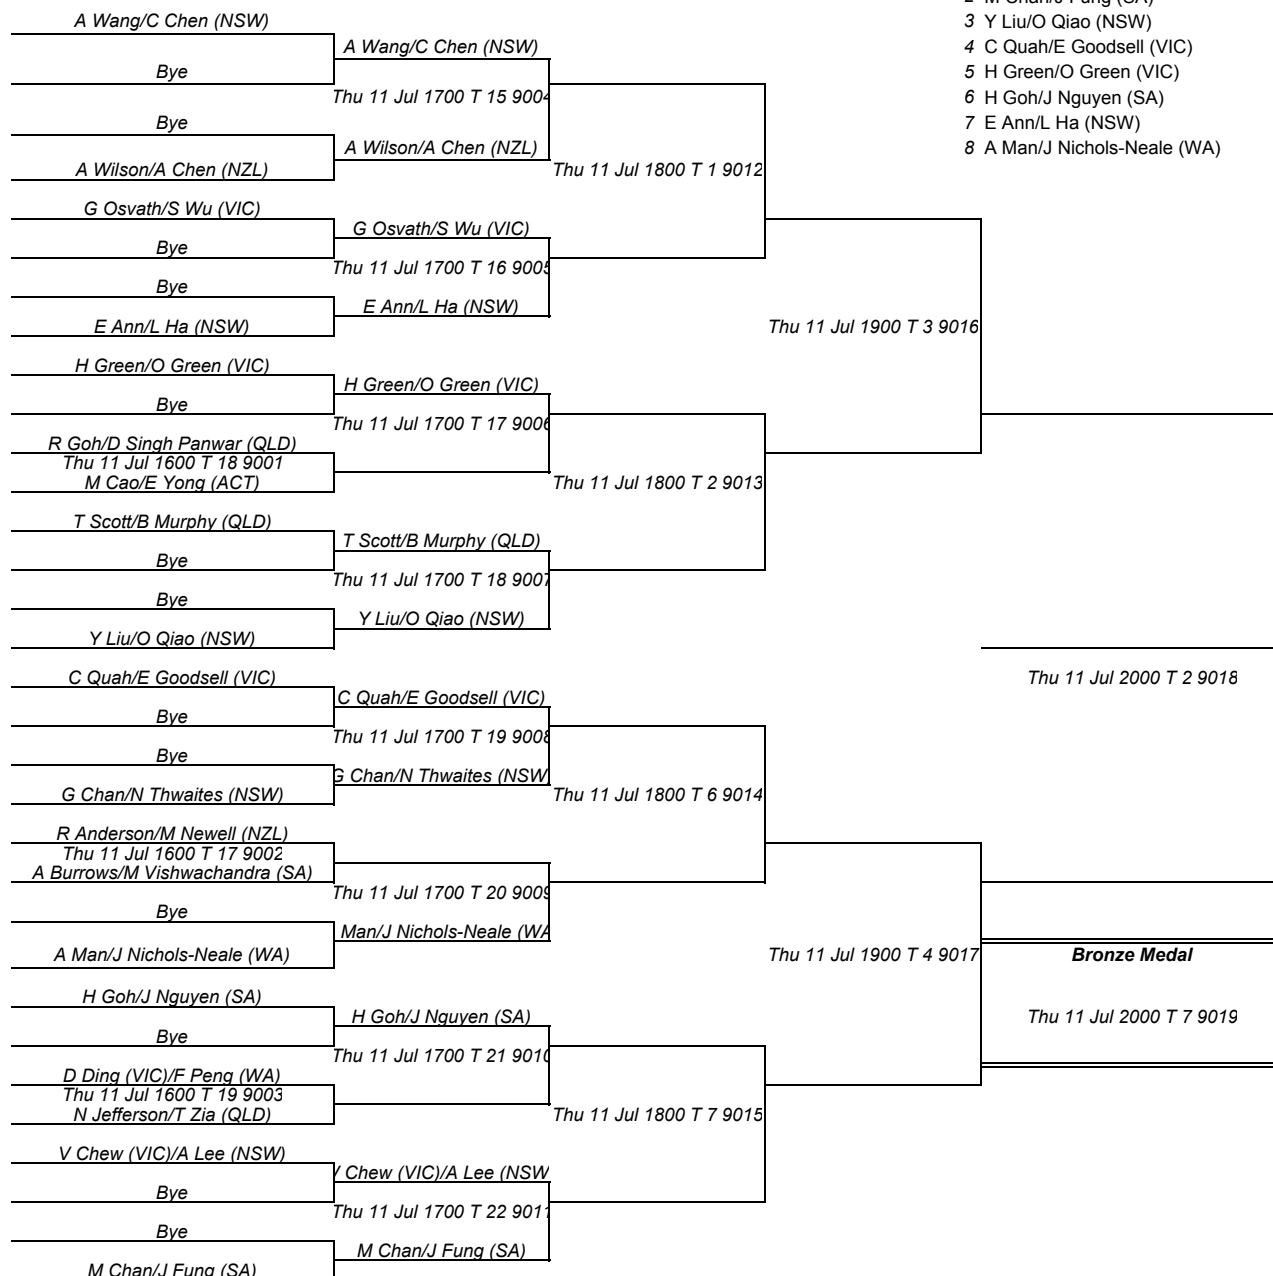 A Wang/C Chen (NSW)
Bye
Bye
A Wilson/A Chen (NZL)
G Osvath/S Wu (VIC)
Bye
Bye
E Ann/L Ha (NSW)
H Green/O Green (VIC)
Bye
R Goh/D Singh Panwar (QLD)
Thu 11 Jul 1600 T 18 9001
M Cao/E Yong (ACT)
T Scott/B Murphy (QLD)
Bye
Bye
Y Liu/O Qiao (NSW)
C Quah/E Goodsell (VIC)
Bye
Bye
G Chan/N Thwaites (NSW)
R Anderson/M Newell (NZL)
Thu 11 Jul 1600 T 17 9002
A Burrows/M Vishwachandra (SA)
Bye
A Man/J Nichols-Neale (WA)
H Goh/J Nguyen (SA)
Bye
D Ding (VIC)/F Peng (WA)
Thu 11 Jul 1600 T 19 9003
N Jefferson/T Zia (QLD)
V Chew (VIC)/A Lee (NSW)
Bye
Bye
M Chan/J Fung (SA)
A Wang/C Chen (NSW)
Thu 11 Jul 1700 T 15 9004
A Wilson/A Chen (NZL)
G Osvath/S Wu (VIC)
Thu 11 Jul 1700 T 16 9005
E Ann/L Ha (NSW)
H Green/O Green (VIC)
Thu 11 Jul 1700 T 17 9006
T Scott/B Murphy (QLD)
Thu 11 Jul 1700 T 18 9007
Y Liu/O Qiao (NSW)
C Quah/E Goodsell (VIC)
Thu 11 Jul 1700 T 19 9008
G Chan/N Thwaites (NSW
Thu 11 Jul 1700 T 20 9009
Man/J Nichols-Neale (WA
H Goh/J Nguyen (SA)
Thu 11 Jul 1700 T 21 9010
V Chew (VIC)/A Lee (NSW
Thu 11 Jul 1700 T 22 9011
M Chan/J Fung (SA)
Thu 11 Jul 1800 T 1 9012
Thu 11 Jul 1800 T 2 9013
Thu 11 Jul 1800 T 6 9014
Thu 11 Jul 1800 T 7 9015
Thu 11 Jul 1900 T 3 9016
Thu 11 Jul 1900 T 4 9017
2 M Chan/J Fung (SA)
3 Y Liu/O Qiao (NSW)
4 C Quah/E Goodsell (VIC)
5 H Green/O Green (VIC)
6 H Goh/J Nguyen (SA)
7 E Ann/L Ha (NSW)
8 A Man/J Nichols-Neale (WA)
Thu 11 Jul 2000 T 2 9018
Bronze Medal
Thu 11 Jul 2000 T 7 9019